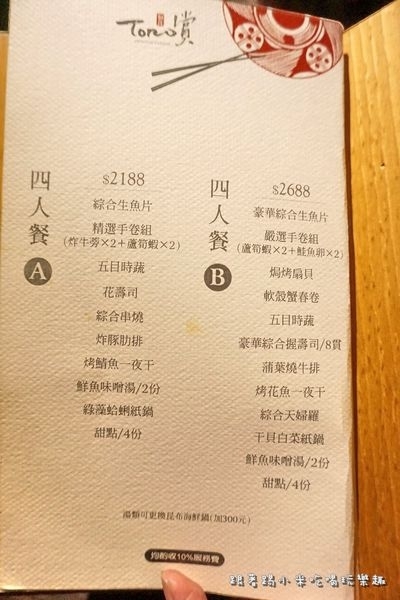 Toro賞
四人餐
A
$2188
綜合生魚片
精選手卷組
(炸牛蒡×2+蘆筍蝦×2)
五目時蔬
花壽司
綜合串燒
炸豚肋排
烤鯖魚一夜干
鮮魚味噌湯/2份
綠藻蛤蜊紙鍋
甜點/4份
四人餐
B
$2688
豪華綜合生魚片
嚴選手卷組
(蘆筍蝦×2+鮭魚卵×2)
焗烤扇貝
軟殼蟹春卷
五目時蔬
豪華綜合握壽司/8貫
蒲葉燒牛排
烤花魚一夜干
綜合天婦羅
干貝白菜紙鍋
鮮魚味噌湯/2份
甜點/4份
湯類可更換昆布海鮮鍋(加300元)
均酌收10%服務費
跟著踢小米吃喝玩樂趣